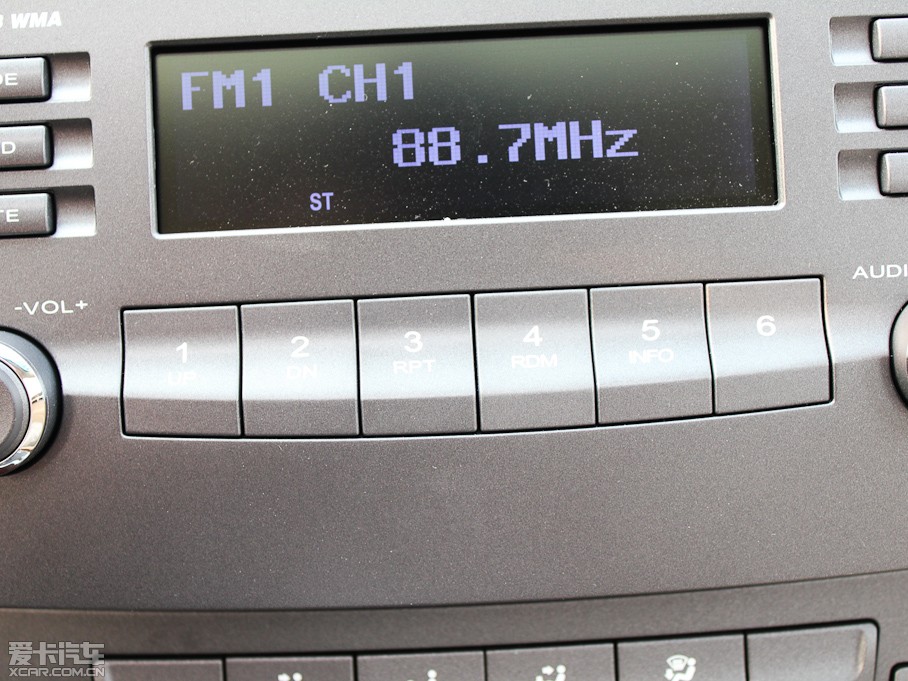 WMA
FM1 CH1
88.7MHz
ST
-VOL+
1
UP
2
DN
3
RPT
4
RDM
5
INFO
6
爱卡汽车
XCAR.COM.CN